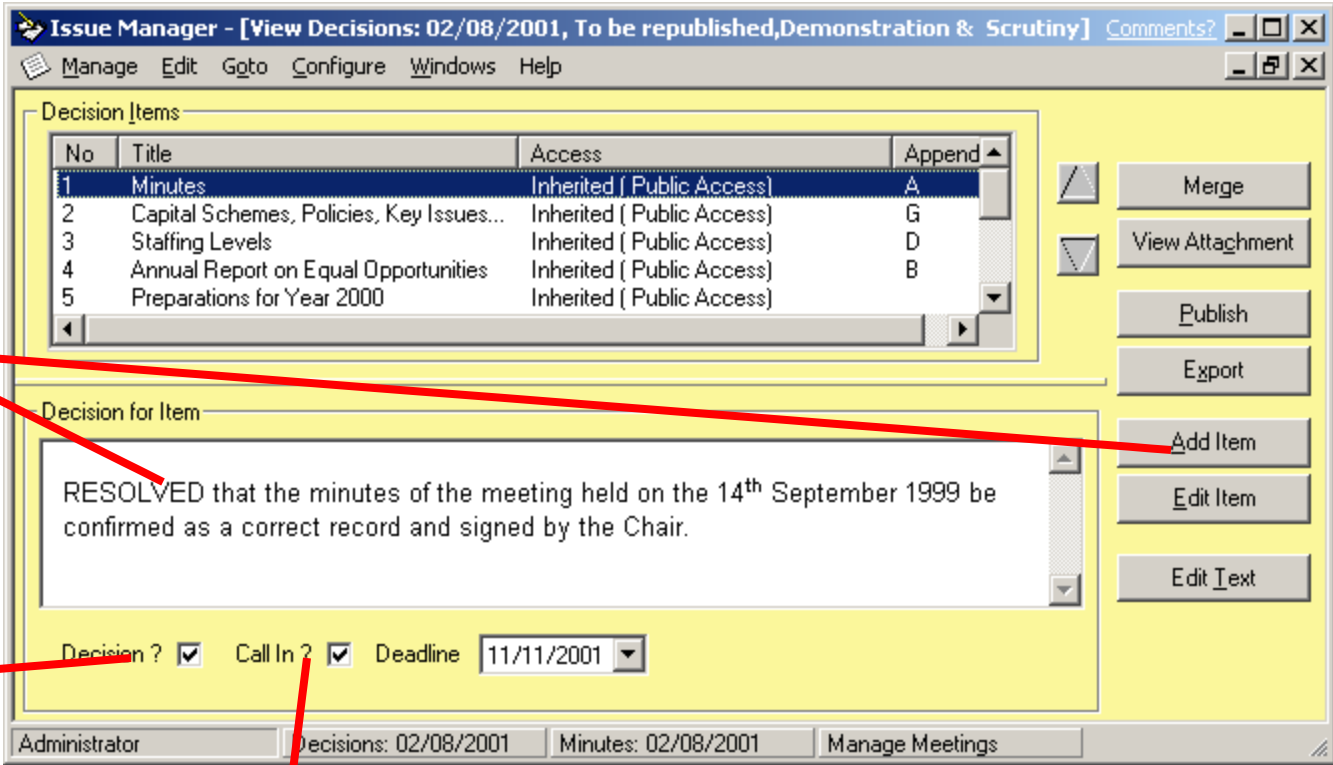 Issue Manager - [View Decisions: 02/08/2001, To be republished,Demonstration & Scrutiny] Comments?
Manage Edit Goto Configure Windows Help
Decision Items
No Title Access Append
1 Minutes Inherited ( Public Access) A
2 Capital Schemes, Policies, Key Issues... Inherited ( Public Access) G
3 Staffing Levels Inherited ( Public Access) D
4 Annual Report on Equal Opportunities Inherited ( Public Access) B
5 Preparations for Year 2000 Inherited ( Public Access)
Merge
View Attachment
Publish
Export
Add Item
Edit Item
Edit Text
Decision for Item
RESOLVED that the minutes of the meeting held on the 14th September 1999 be
confirmed as a correct record and signed by the Chair.
Decision ? Call In ? Deadline 11/11/2001
Administrator Decisions: 02/08/2001 Minutes: 02/08/2001 Manage Meetings